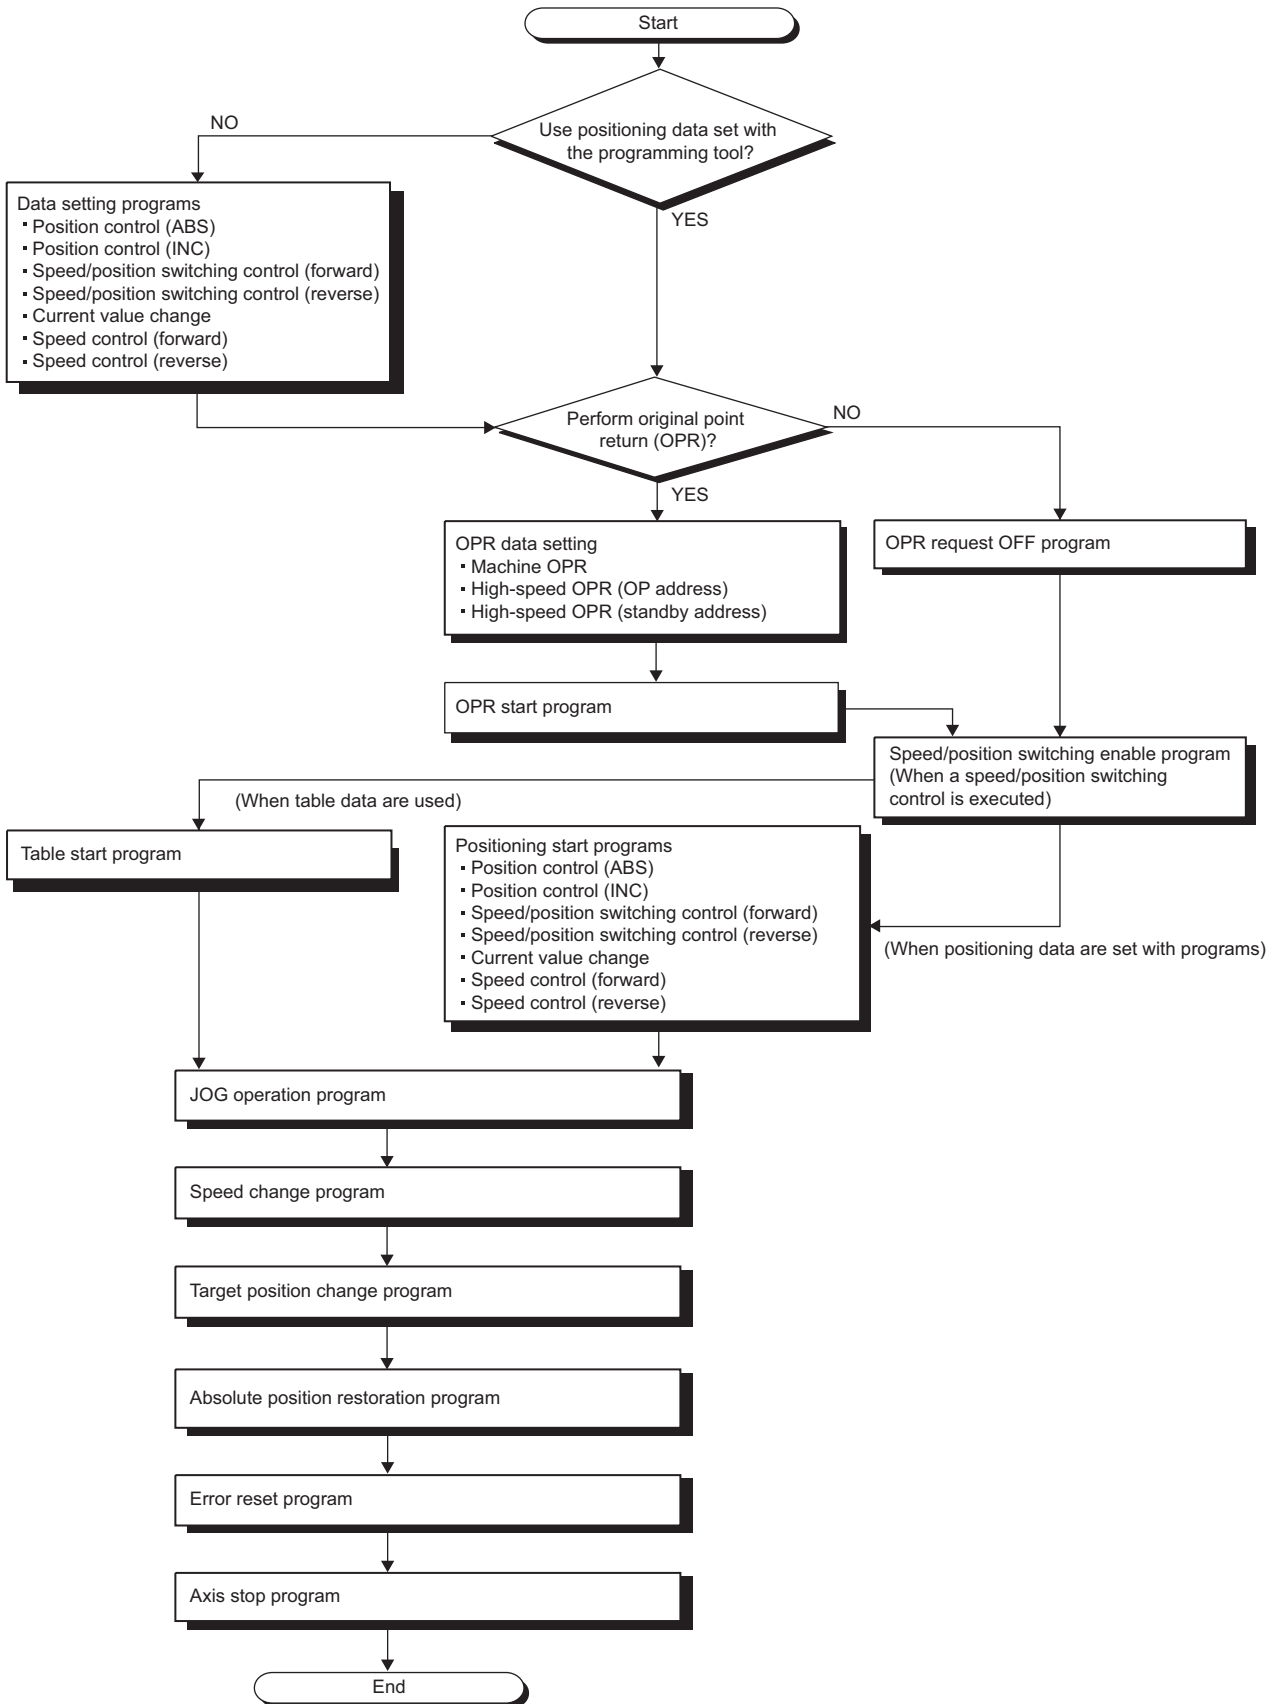 Start
Use positioning data set with
the programming tool?
NO
YES
Data setting programs
▪ Position control (ABS)
▪ Position control (INC)
▪ Speed/position switching control (forward)
▪ Speed/position switching control (reverse)
▪ Current value change
▪ Speed control (forward)
▪ Speed control (reverse)
Perform original point
return (OPR)?
NO
YES
OPR data setting
▪ Machine OPR
▪ High-speed OPR (OP address)
▪ High-speed OPR (standby address)
OPR request OFF program
OPR start program
Speed/position switching enable program
(When a speed/position switching
control is executed)
(When table data are used)
Table start program
Positioning start programs
▪ Position control (ABS)
▪ Position control (INC)
▪ Speed/position switching control (forward)
▪ Speed/position switching control (reverse)
▪ Current value change
▪ Speed control (forward)
▪ Speed control (reverse)
(When positioning data are set with programs)
JOG operation program
Speed change program
Target position change program
Absolute position restoration program
Error reset program
Axis stop program
End